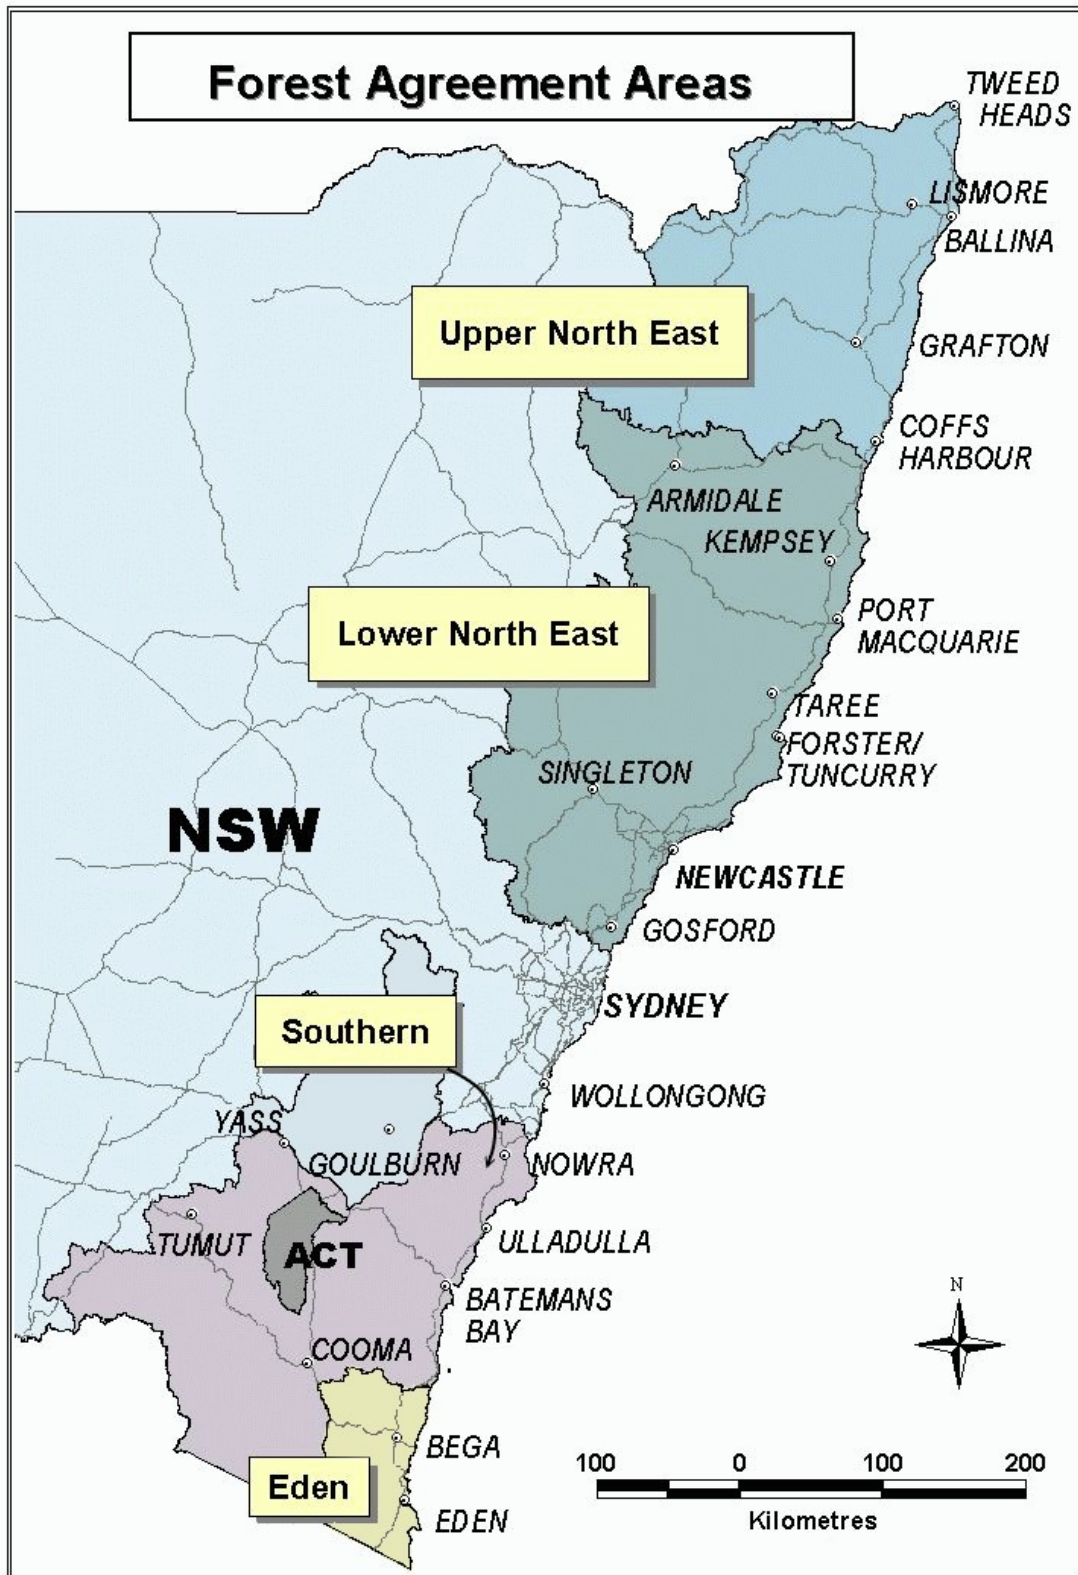 Forest Agreement Areas
TWEED
HEADS
LISMORE
BALLINA
Upper North East
GRAFTON
COFFS
HARBOUR
ARMIDALE
KEMPSEY
Lower North East
PORT
MACQUARIE
TAREE
FORSTER/
TUNCURRY
SINGLETON
NSW
NEWCASTLE
GOSFORD
SYDNEY
Southern
WOLLONGONG
YASS
GOULBURN
NOWRA
TUMUT
ACT
ULLADULLA
BATEMANS
BAY
N
COOMA
BEGA
Eden
EDEN
100 0 100 200
Kilometres